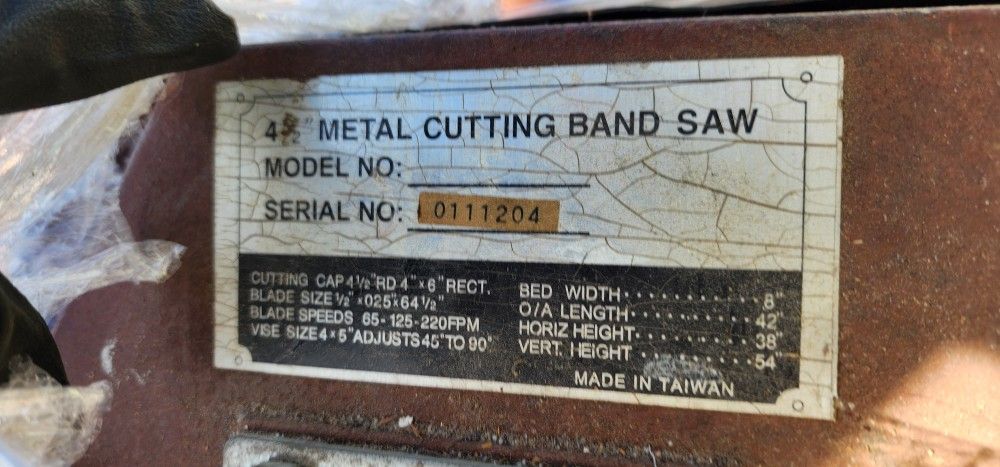 4½" METAL CUTTING BAND SAW
MODEL NO:
SERIAL NO: 0111204
CUTTING CAP 4½" RD 4" × 6" RECT.
BLADE SIZE ½" × 025 × 64½"
BLADE SPEEDS 65-125-220FPM
VISE SIZE 4 × 5" ADJUSTS 45° TO 90°
BED WIDTH 8"
O/A LENGTH 42"
HORIZ HEIGHT 38
VERT. HEIGHT 54
MADE IN TAIWAN